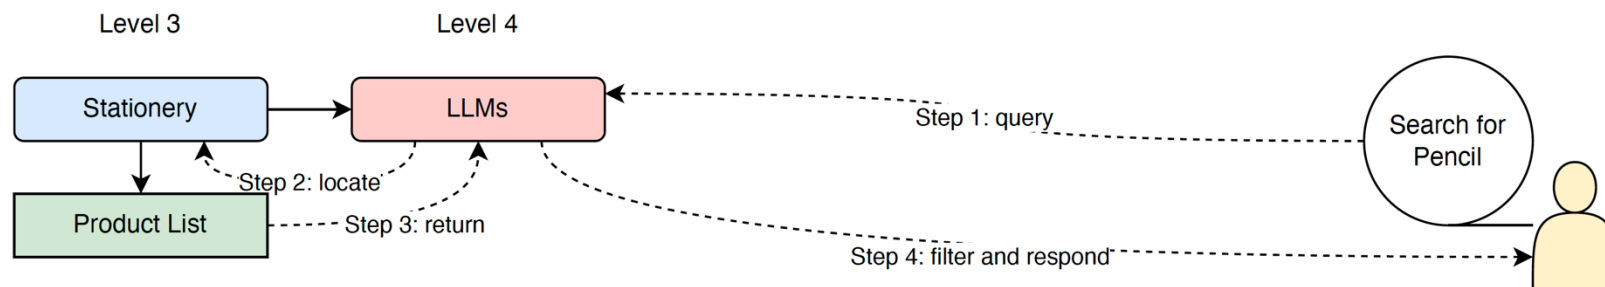 Level 3
Level 4
Stationery
LLMs
Step 1: query
Search for
Pencil
Step 2: locate
Product List
Step 3: return
Step 4: filter and respond